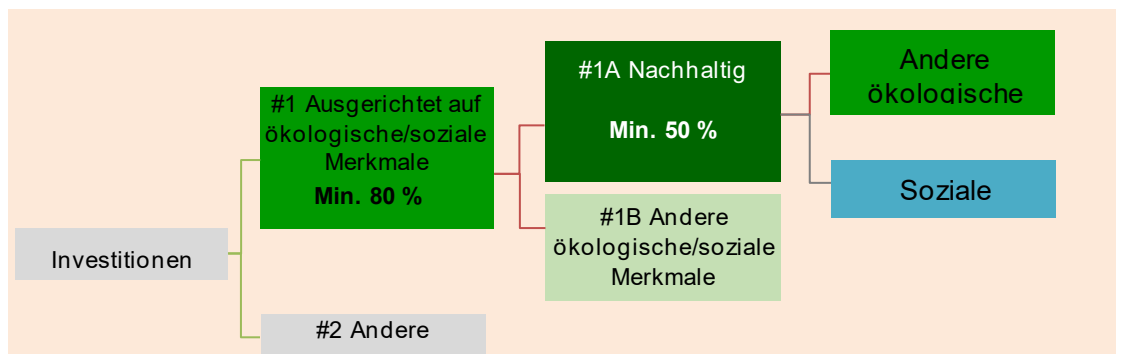 Investitionen
#1 Ausgerichtet auf
ökologische/soziale
Merkmale
Min. 80 %
#2 Andere
#1A Nachhaltig
Min. 50 %
#1B Andere
ökologische/soziale
Merkmale
Andere
ökologische
Soziale